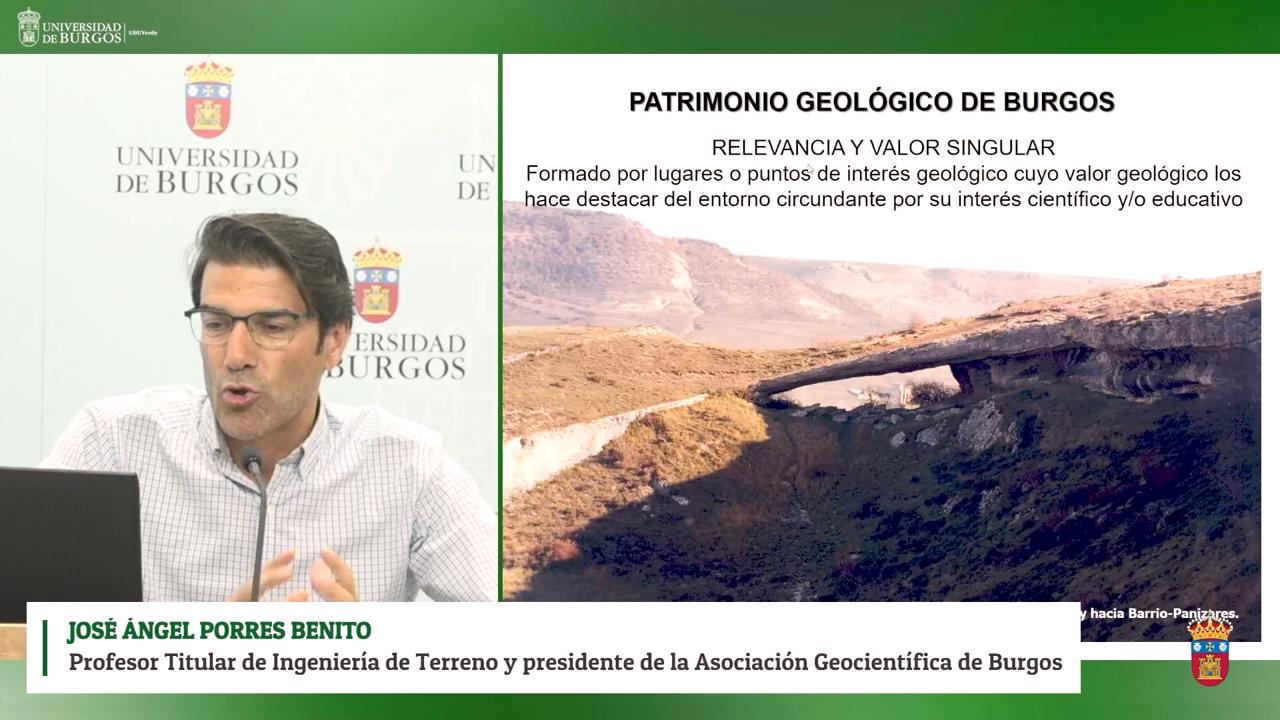 UNIVERSIDAD
DE BURGOS
UBUVerde
UNIVERSIDAD
DE BURGOS
UN
DE
ERSIDAD
BURGOS
PATRIMONIO GEOLÓGICO DE BURGOS
RELEVANCIA Y VALOR SINGULAR
Formado por lugares o puntos de interés geológico cuyo valor geológico los
hace destacar del entorno circundante por su interés científico y/o educativo
y hacia Barrio-Panizares.
JOSÉ ÁNGEL PORRES BENITO
Profesor Titular de Ingeniería de Terreno y presidente de la Asociación Geocientífica de Burgos